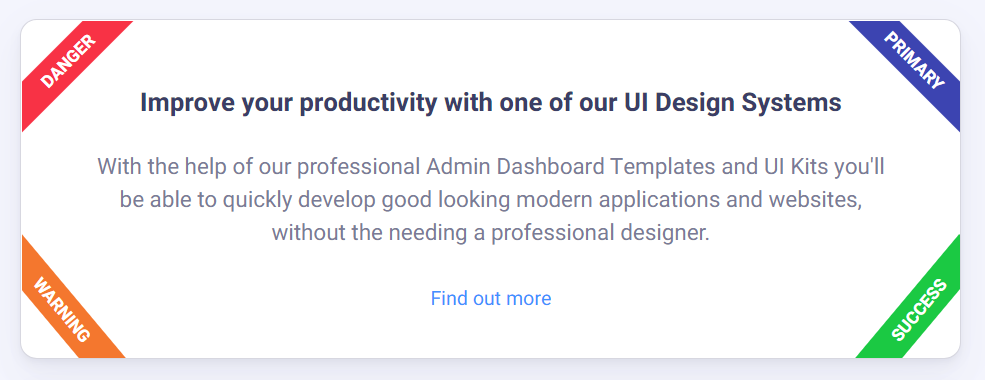 DANGER
PRIMARY
Improve your productivity with one of our UI Design Systems
With the help of our professional Admin Dashboard Templates and UI Kits you'll
be able to quickly develop good looking modern applications and websites,
without the needing a professional designer.
Find out more
WARNING
SUCCESS